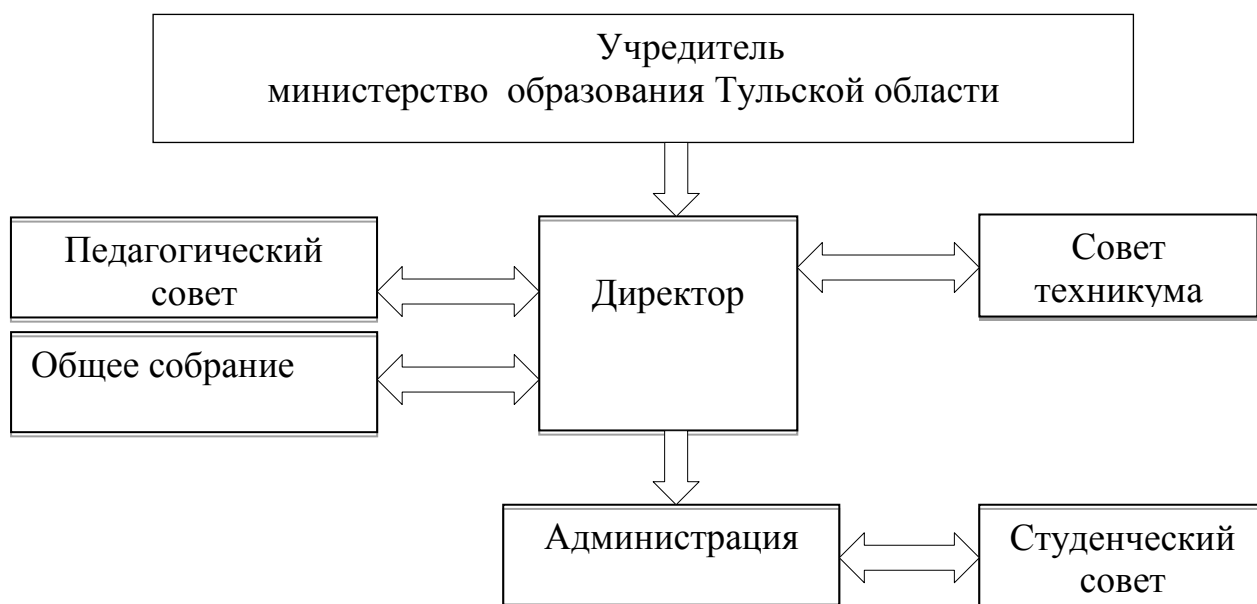 Учредитель
министерство образования Тульской области
Педагогический
совет
Директор
Совет
техникума
Общее собрание
Администрация
Студенческий
совет